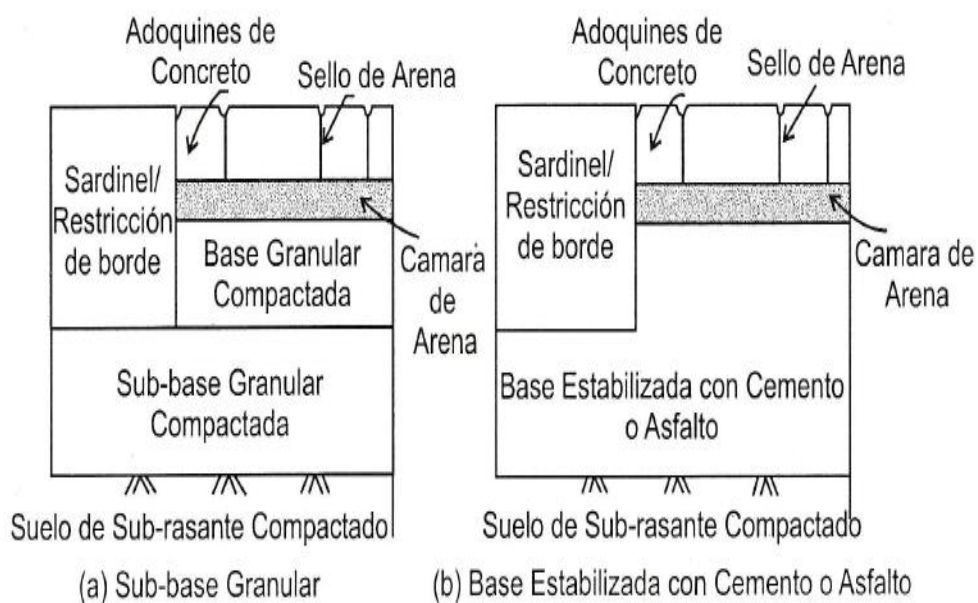 Adoquines de
Concreto
Sello de Arena
Sardinel/
Restricción
de borde
Base Granular
Compactada
Camara
de
Arena
Sub-base Granular
Compactada
Suelo de Sub-rasante Compactado
(a) Sub-base Granular
Adoquines de
Concreto
Sello de Arena
Sardinel/
Restricción
de borde
Camara de
Arena
Base Estabilizada con Cemento
o Asfalto
Suelo de Sub-rasante Compactado
(b) Base Estabilizada con Cemento o Asfalto